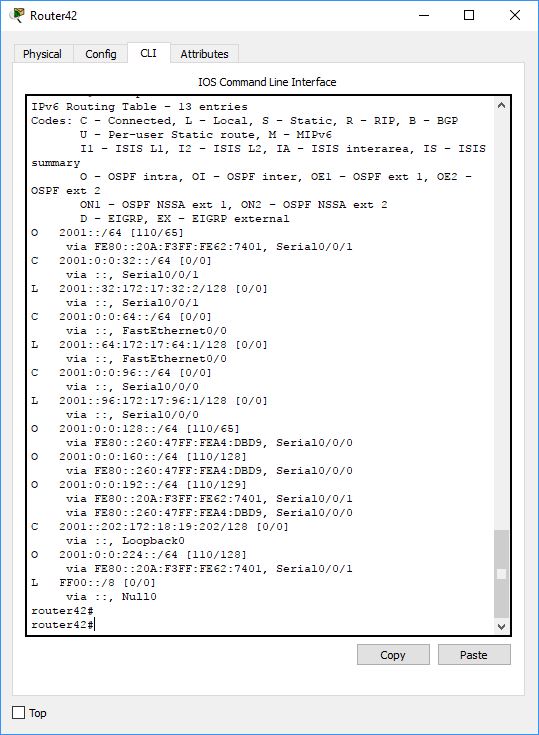 Router42
Physical
Config
CLI
Attributes
IOS Command Line Interface
IPv6 Routing Table - 13 entries
Codes: C - Connected, L - Local, S - Static, R - RIP, B - BGP
       U - Per-user Static route, M - MIPv6
       I1 - ISIS L1, I2 - ISIS L2, IA - ISIS interarea, IS - ISIS
summary
       O - OSPF intra, OI - OSPF inter, OE1 - OSPF ext 1, OE2 -
OSPF ext 2
       ON1 - OSPF NSSA ext 1, ON2 - OSPF NSSA ext 2
       D - EIGRP, EX - EIGRP external
O   2001::/64 [110/65]
     via FE80::20A:F3FF:FE62:7401, Serial0/0/1
C   2001:0:0:32::/64 [0/0]
     via ::, Serial0/0/1
L   2001::32:172:17:32:2/128 [0/0]
     via ::, Serial0/0/1
C   2001:0:0:64::/64 [0/0]
     via ::, FastEthernet0/0
L   2001::64:172:17:64:1/128 [0/0]
     via ::, FastEthernet0/0
C   2001:0:0:96::/64 [0/0]
     via ::, Serial0/0/0
L   2001::96:172:17:96:1/128 [0/0]
     via ::, Serial0/0/0
O   2001:0:0:128::/64 [110/65]
     via FE80::260:47FF:FEA4:DBD9, Serial0/0/0
O   2001:0:0:160::/64 [110/128]
     via FE80::260:47FF:FEA4:DBD9, Serial0/0/0
O   2001:0:0:192::/64 [110/129]
     via FE80::20A:F3FF:FE62:7401, Serial0/0/1
     via FE80::260:47FF:FEA4:DBD9, Serial0/0/0
C   2001::202:172:18:19:202/128 [0/0]
     via ::, Loopback0
O   2001:0:0:224::/64 [110/128]
     via FE80::20A:F3FF:FE62:7401, Serial0/0/1
L   FF00::/8 [0/0]
     via ::, Null0
router42#
router42#
Copy
Paste
Top